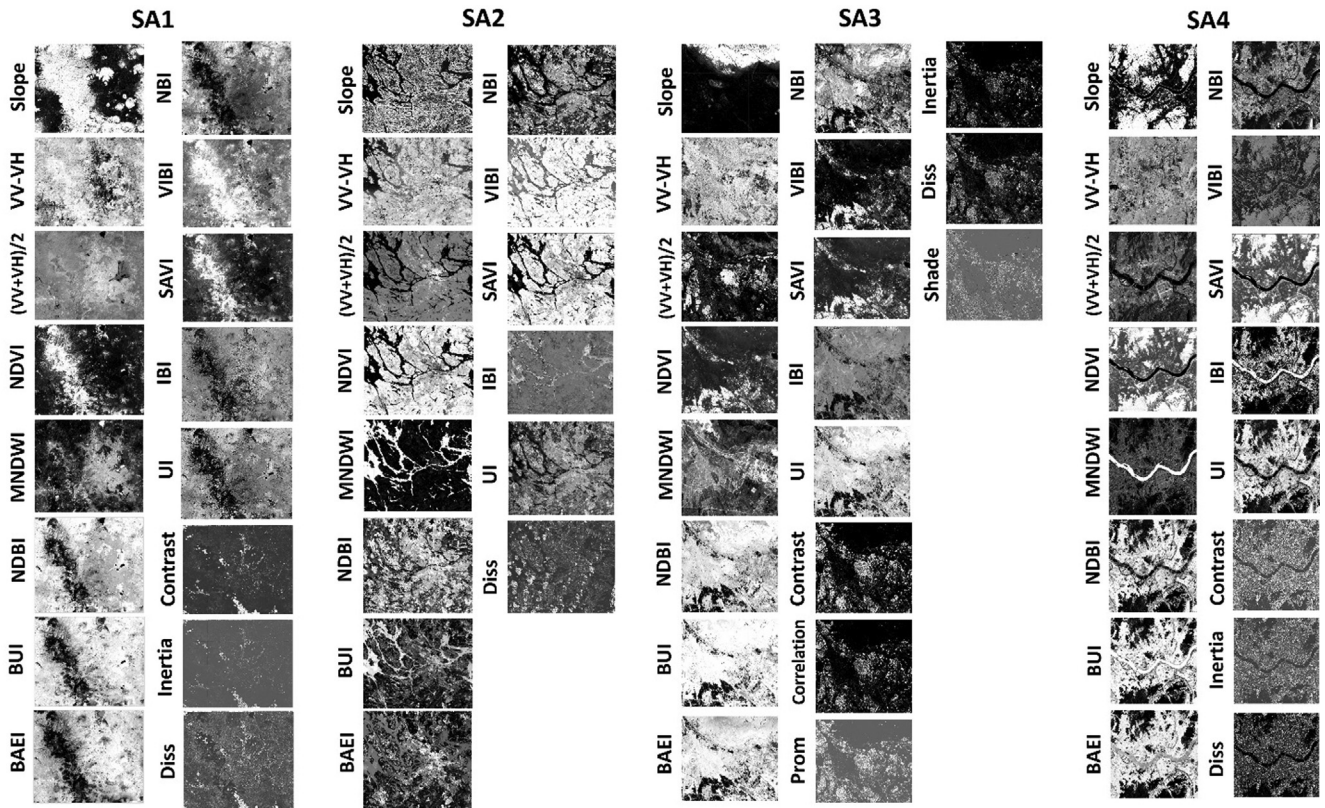 SA1
Slope
VV-VH
(VV+VH)/2
NDVI
MNDWI
NDBI
BUI
BAEI
NBI
VIBI
SAVI
IBI
UI
Contrast
Inertia
Diss
SA2
Slope
VV-VH
(VV+VH)/2
NDVI
MNDWI
NDBI
BUI
BAEI
NBI
VIBI
SAVI
IBI
UI
Diss
SA3
Slope
VV-VH
(VV+VH)/2
NDVI
MNDWI
NDBI
BUI
BAEI
NBI
VIBI
SAVI
IBI
UI
Contrast
Correlation
Prom
Inertia
Diss
Shade
SA4
Slope
VV-VH
(VV+VH)/2
NDVI
MNDWI
NDBI
BUI
BAEI
NBI
VIBI
SAVI
IBI
UI
Contrast
Inertia
Diss